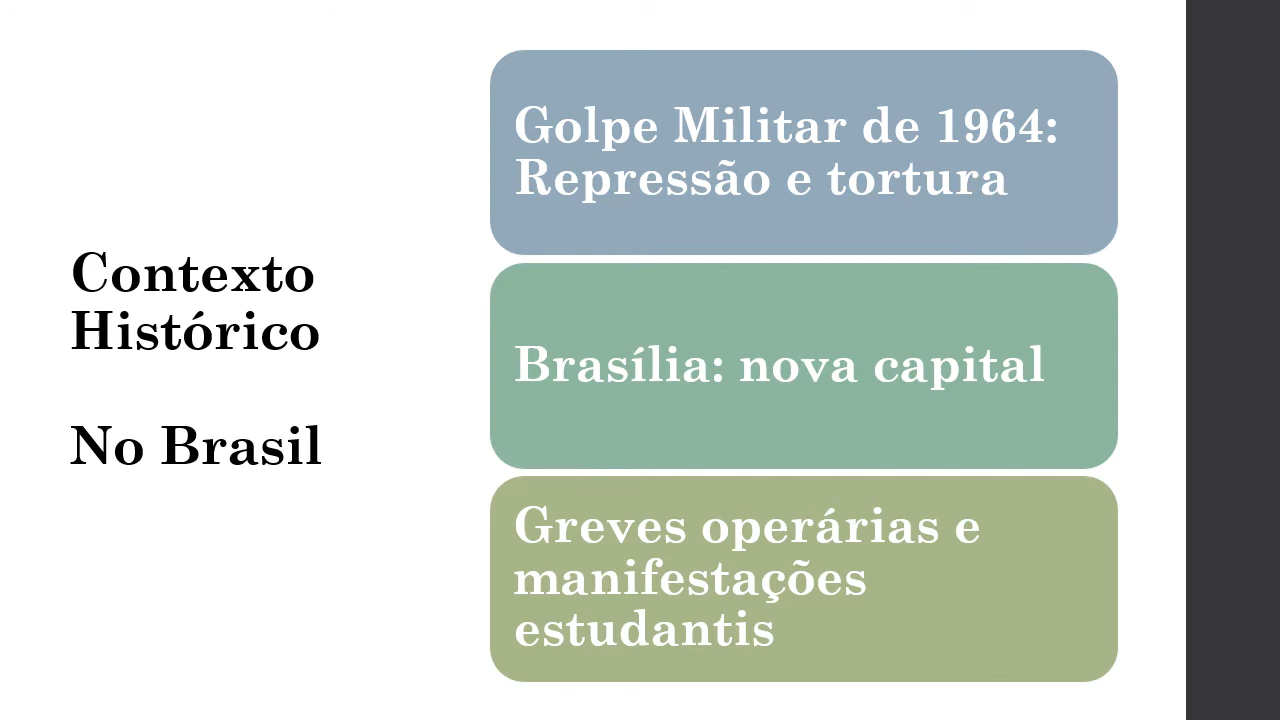 Contexto
Histórico
No Brasil
Golpe Militar de 1964:
Repressão e tortura
Brasília: nova capital
Greves operárias e
manifestações
estudantis